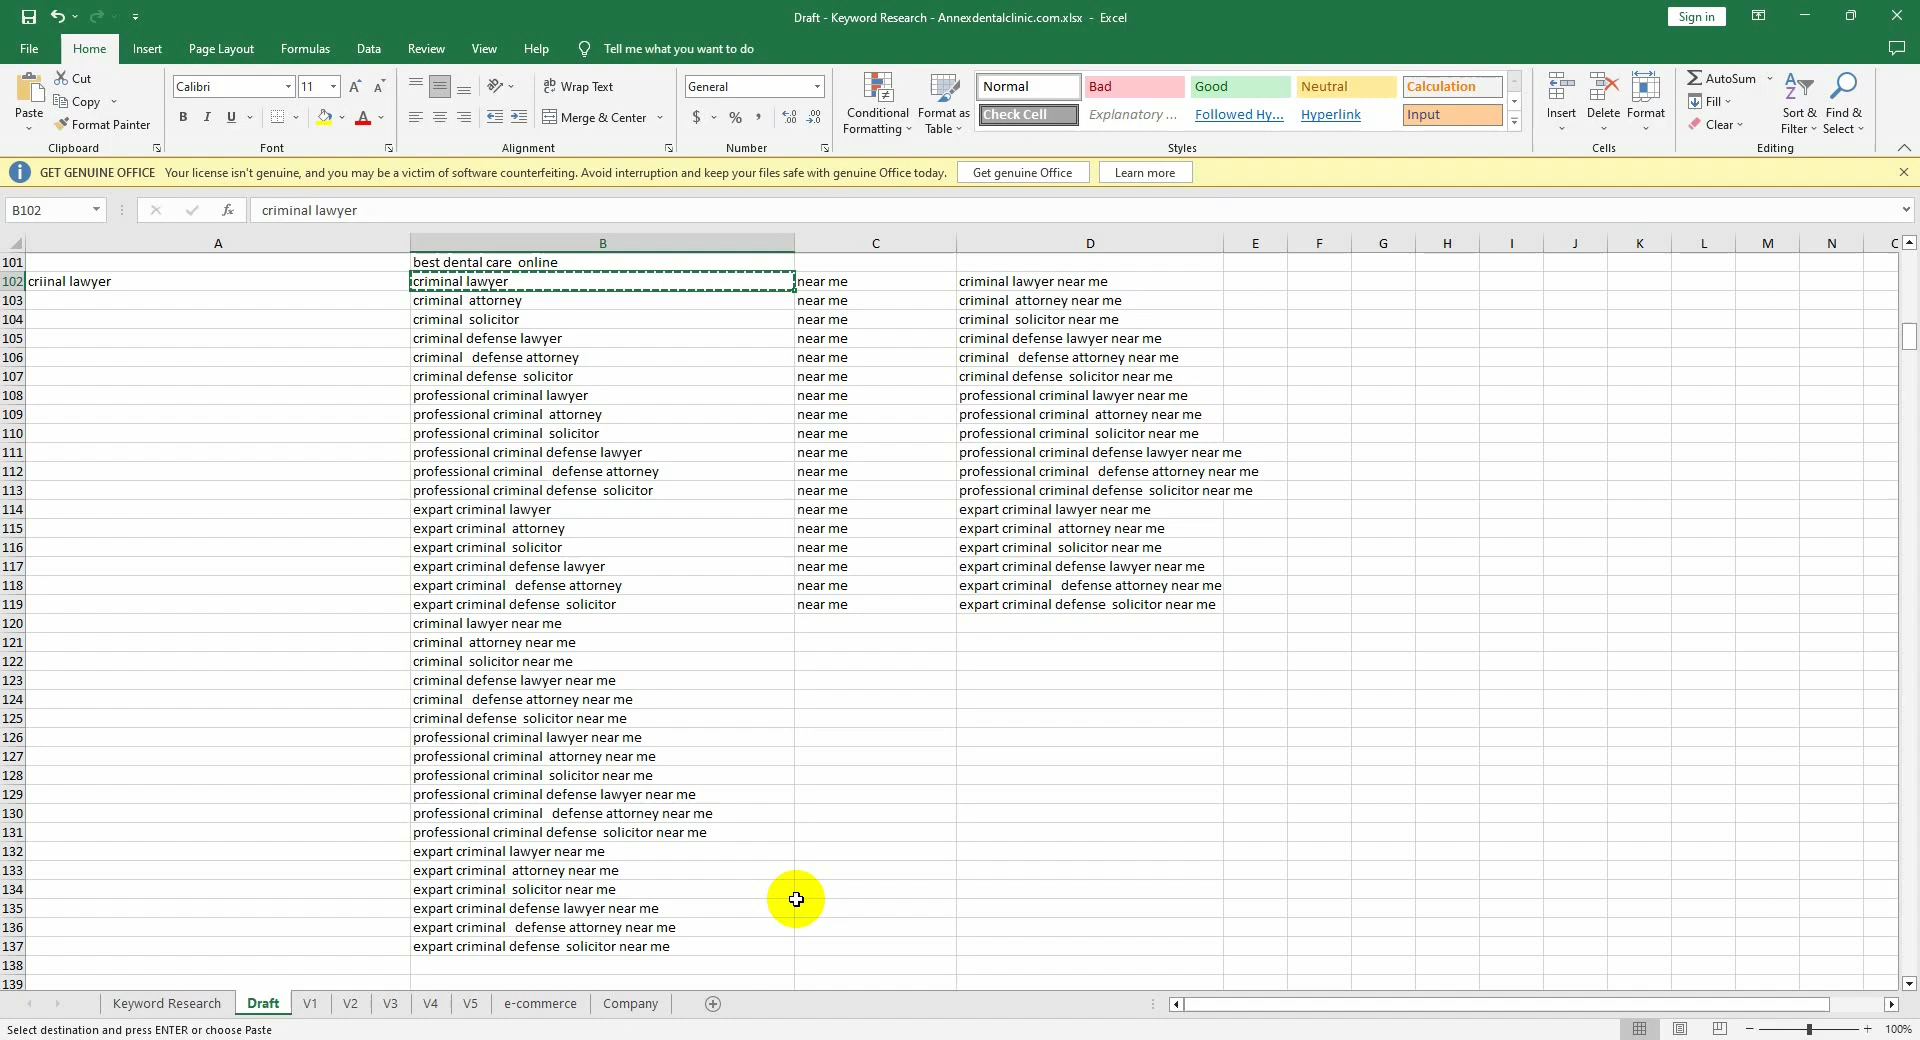 Draft - Keyword Research - Annexdentalclinic.com.xlsx - Excel
Sign in
File Home Insert Page Layout Formulas Data Review View Help Tell me what you want to do
Paste
Cut
Copy
Format Painter
Clipboard
Calibri 11
B I U
A
Font
ab Wrap Text
Merge & Center
Alignment
General
$ % ,
Number
Conditional Formatting
Format as Table
Normal Bad Good Neutral Calculation
Check Cell Explanatory ... Followed Hy... Hyperlink Input
Styles
Insert Delete Format
Cells
AutoSum
Fill
Clear
Sort & Filter
Find & Select
Editing
GET GENUINE OFFICE Your license isn't genuine, and you may be a victim of software counterfeiting. Avoid interruption and keep your files safe with genuine Office today. Get genuine Office Learn more
B102 fx criminal lawyer
A B C D E F G H I J K L M N
101 best dental care online
102 criinal lawyer criminal lawyer near me criminal lawyer near me
103 criminal attorney near me criminal attorney near me
104 criminal solicitor near me criminal solicitor near me
105 criminal defense lawyer near me criminal defense lawyer near me
106 criminal defense attorney near me criminal defense attorney near me
107 criminal defense solicitor near me criminal defense solicitor near me
108 professional criminal lawyer near me professional criminal lawyer near me
109 professional criminal attorney near me professional criminal attorney near me
110 professional criminal solicitor near me professional criminal solicitor near me
111 professional criminal defense lawyer near me professional criminal defense lawyer near me
112 professional criminal defense attorney near me professional criminal defense attorney near me
113 professional criminal defense solicitor near me professional criminal defense solicitor near me
114 expart criminal lawyer near me expart criminal lawyer near me
115 expart criminal attorney near me expart criminal attorney near me
116 expart criminal solicitor near me expart criminal solicitor near me
117 expart criminal defense lawyer near me expart criminal defense lawyer near me
118 expart criminal defense attorney near me expart criminal defense attorney near me
119 expart criminal defense solicitor near me expart criminal defense solicitor near me
120 criminal lawyer near me
121 criminal attorney near me
122 criminal solicitor near me
123 criminal defense lawyer near me
124 criminal defense attorney near me
125 criminal defense solicitor near me
126 professional criminal lawyer near me
127 professional criminal attorney near me
128 professional criminal solicitor near me
129 professional criminal defense lawyer near me
130 professional criminal defense attorney near me
131 professional criminal defense solicitor near me
132 expart criminal lawyer near me
133 expart criminal attorney near me
134 expart criminal solicitor near me
135 expart criminal defense lawyer near me
136 expart criminal defense attorney near me
137 expart criminal defense solicitor near me
138
139
Keyword Research Draft V1 V2 V3 V4 V5 e-commerce Company
Select destination and press ENTER or choose Paste
100%